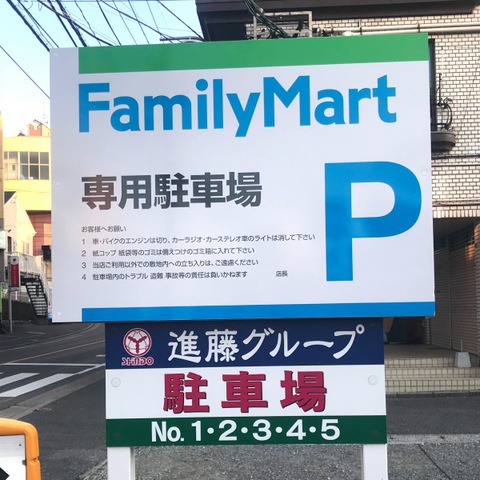 FamilyMart
専用駐車場
P
お客様へお願い
1 車・バイクのエンジンは切り、カーラジオ・カーステレオ車のライトは消して下さい
2 紙コップ 紙袋等のゴミは備えつけのゴミ箱に入れて下さい
3 当店ご利用以外での敷地内への立ち入りは、ご遠慮ください
4 駐車場内のトラブル 盗難 事故等の責任は負いかねます 店長
SHINDO
進藤グループ
駐車場
No.1・2・3・4・5